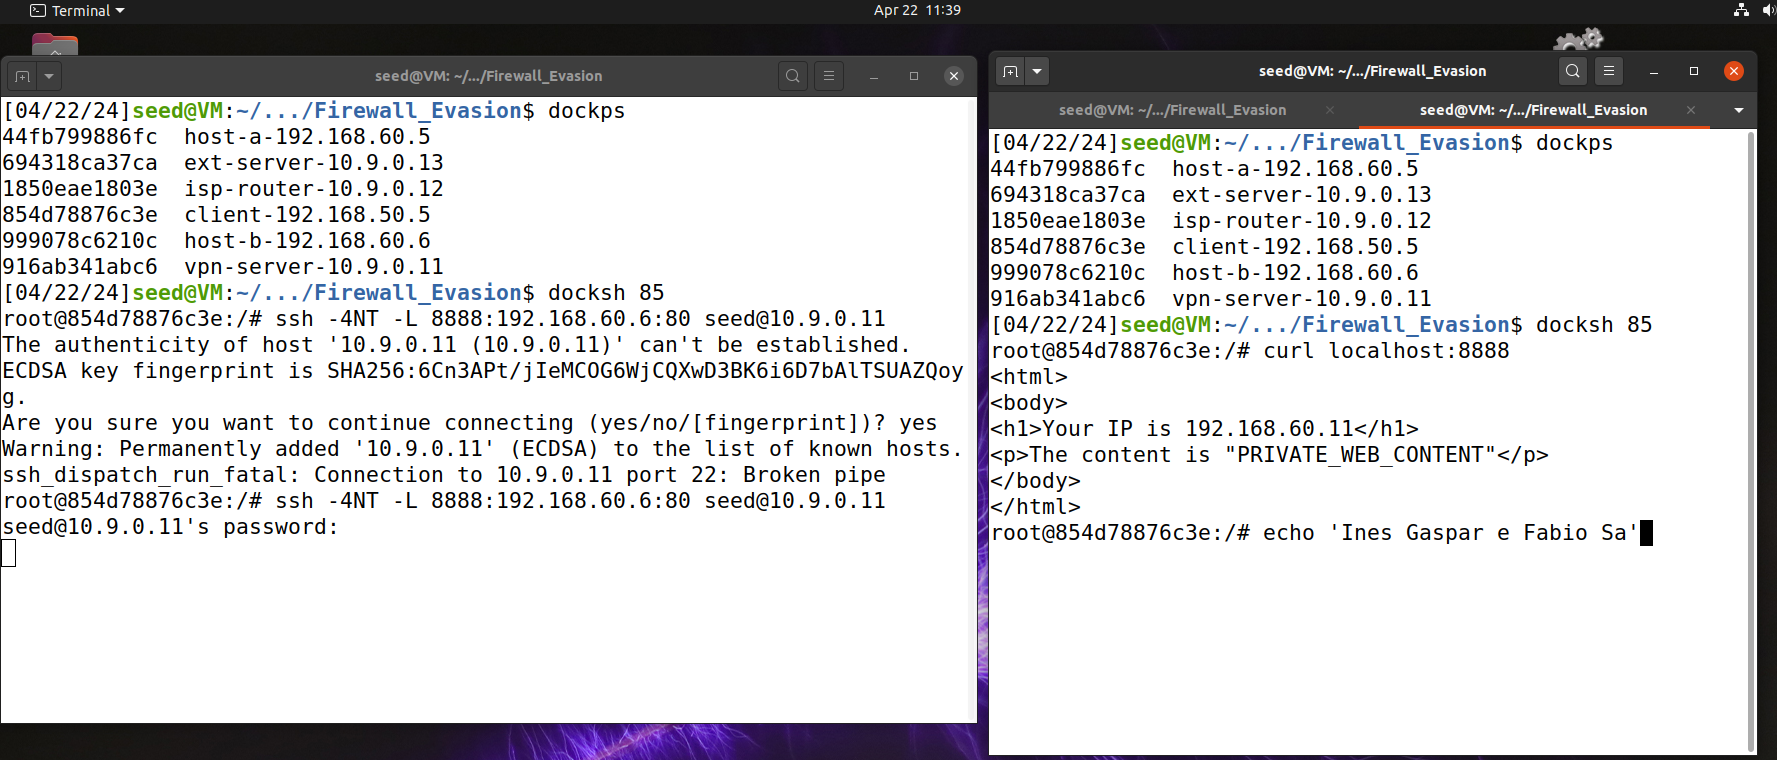 Terminal
Apr 22 11:39
seed@VM: ~/.../Firewall_Evasion
[04/22/24]seed@VM:~/.../Firewall_Evasion$ dockps
44fb799886fc  host-a-192.168.60.5
694318ca37ca  ext-server-10.9.0.13
1850eae1803e  isp-router-10.9.0.12
854d78876c3e  client-192.168.50.5
999078c6210c  host-b-192.168.60.6
916ab341abc6  vpn-server-10.9.0.11
[04/22/24]seed@VM:~/.../Firewall_Evasion$ docksh 85
root@854d78876c3e:/# ssh -4NT -L 8888:192.168.60.6:80 seed@10.9.0.11
The authenticity of host '10.9.0.11 (10.9.0.11)' can't be established.
ECDSA key fingerprint is SHA256:6Cn3APt/jIeMCOG6WjCQXwD3BK6i6D7bAlTSUAZQoy
g.
Are you sure you want to continue connecting (yes/no/[fingerprint])? yes
Warning: Permanently added '10.9.0.11' (ECDSA) to the list of known hosts.
ssh_dispatch_run_fatal: Connection to 10.9.0.11 port 22: Broken pipe
root@854d78876c3e:/# ssh -4NT -L 8888:192.168.60.6:80 seed@10.9.0.11
seed@10.9.0.11's password:
seed@VM: ~/.../Firewall_Evasion
seed@VM: ~/.../Firewall_Evasion
seed@VM: ~/.../Firewall_Evasion
[04/22/24]seed@VM:~/.../Firewall_Evasion$ dockps
44fb799886fc  host-a-192.168.60.5
694318ca37ca  ext-server-10.9.0.13
1850eae1803e  isp-router-10.9.0.12
854d78876c3e  client-192.168.50.5
999078c6210c  host-b-192.168.60.6
916ab341abc6  vpn-server-10.9.0.11
[04/22/24]seed@VM:~/.../Firewall_Evasion$ docksh 85
root@854d78876c3e:/# curl localhost:8888
<html>
<body>
<h1>Your IP is 192.168.60.11</h1>
<p>The content is "PRIVATE_WEB_CONTENT"</p>
</body>
</html>
root@854d78876c3e:/# echo 'Ines Gaspar e Fabio Sa'